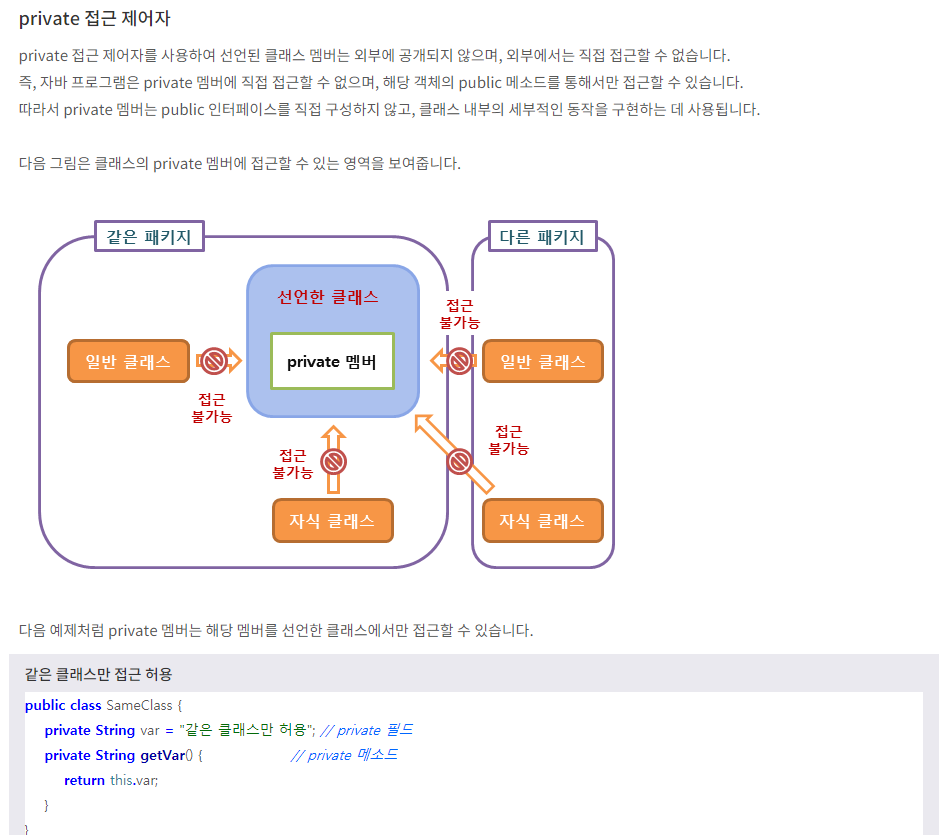 private 접근 제어자
private 접근 제어자를 사용하여 선언된 클래스 멤버는 외부에 공개되지 않으며, 외부에서는 직접 접근할 수 없습니다.
즉, 자바 프로그램은 private 멤버에 직접 접근할 수 없으며, 해당 객체의 public 메소드를 통해서만 접근할 수 있습니다.
따라서 private 멤버는 public 인터페이스를 직접 구성하지 않고, 클래스 내부의 세부적인 동작을 구현하는 데 사용됩니다.
다음 그림은 클래스의 private 멤버에 접근할 수 있는 영역을 보여줍니다.
같은 패키지
다른 패키지
선언한 클래스
접근
불가능
일반 클래스
private 멤버
일반 클래스
접근
불가능
접근
불가능
접근
불가능
자식 클래스
자식 클래스
다음 예제처럼 private 멤버는 해당 멤버를 선언한 클래스에서만 접근할 수 있습니다.
같은 클래스만 접근 허용
public class SameClass {
private String var = "같은 클래스만 허용"; // private 필드
private String getVar() { // private 메소드
return this.var;
}
}